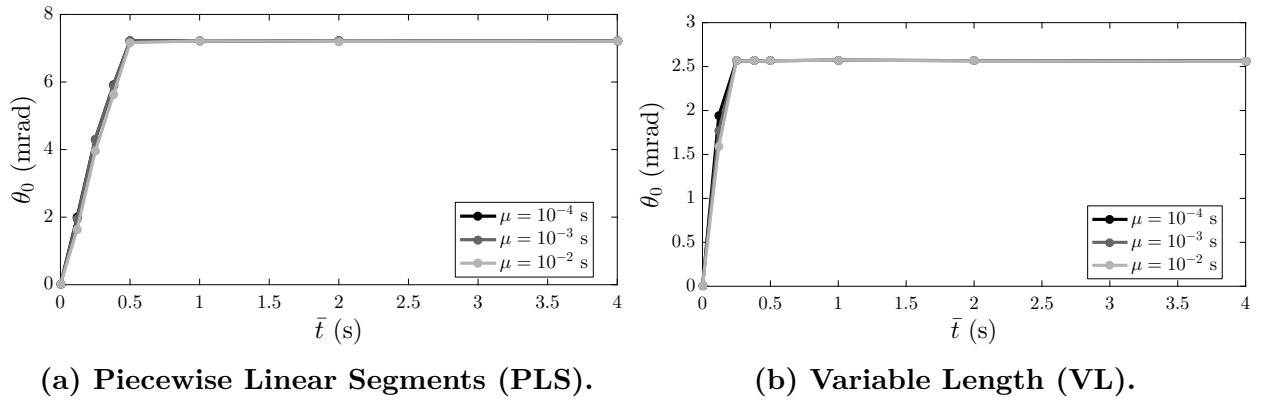 8
6
4
2
0
θ₀ (mrad)
0 0.5 1 1.5 2 2.5 3 3.5 4
t̄ (s)
μ = 10⁻⁴ s
μ = 10⁻³ s
μ = 10⁻² s
(a) Piecewise Linear Segments (PLS).
3
2.5
2
1.5
1
0.5
0
θ₀ (mrad)
0 0.5 1 1.5 2 2.5 3 3.5 4
t̄ (s)
μ = 10⁻⁴ s
μ = 10⁻³ s
μ = 10⁻² s
(b) Variable Length (VL).